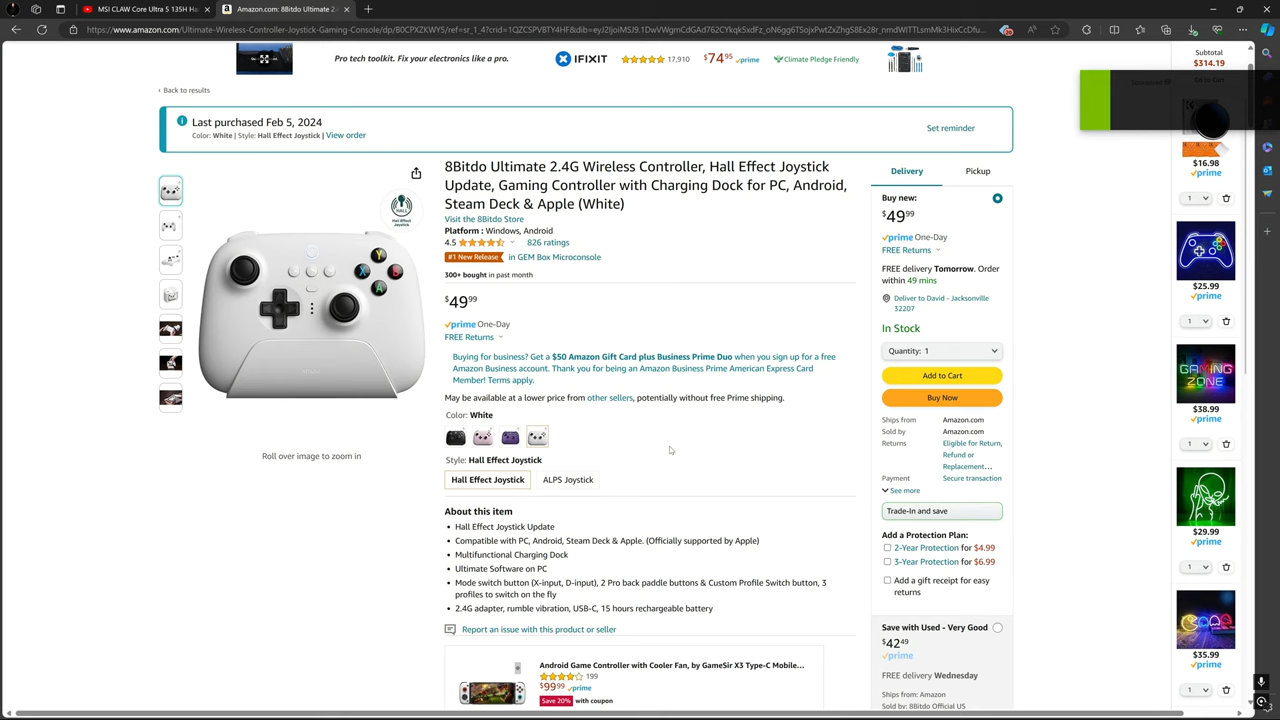 MSI CLAW Core Ultra 5 135H Har
Amazon.com: 8Bitdo Ultimate 2.4
Pro tech toolkit. Fix your electronics like a pro.
IFIXIT
17,910
$74 95
prime
Climate Pledge Friendly
Subtotal
$314.19
Go to Cart
Sponsored
‹ Back to results
Last purchased Feb 5, 2024
Color: White | Style: Hall Effect Joystick | View order
Set reminder
8Bitdo Ultimate 2.4G Wireless Controller, Hall Effect Joystick
Update, Gaming Controller with Charging Dock for PC, Android,
Steam Deck & Apple (White)
Visit the 8Bitdo Store
Platform : Windows, Android
4.5
826 ratings
#1 New Release in GEM Box Microconsole
300+ bought in past month
$49 99
prime One-Day
FREE Returns
Buying for business? Get a $50 Amazon Gift Card plus Business Prime Duo when you sign up for a free
Amazon Business account. Thank you for being an Amazon Business Prime American Express Card
Member! Terms apply.
May be available at a lower price from other sellers, potentially without free Prime shipping.
Color: White
Style: Hall Effect Joystick
Hall Effect Joystick
ALPS Joystick
About this item
• Hall Effect Joystick Update
• Compatible with PC, Android, Steam Deck & Apple. (Officially supported by Apple)
• Multifunctional Charging Dock
• Ultimate Software on PC
• Mode switch button (X-input, D-input), 2 Pro back paddle buttons & Custom Profile Switch button, 3
profiles to switch on the fly
• 2.4G adapter, rumble vibration, USB-C, 15 hours rechargeable battery
Report an issue with this product or seller
Android Game Controller with Cooler Fan, by GameSir X3 Type-C Mobile...
199
$99 99 prime
Save 20% with coupon
HALL
Hall Effect
Joystick
Y
X
B
A
Roll over image to zoom in
Delivery
Pickup
Buy new:
$49 99
prime One-Day
FREE Returns
FREE delivery Tomorrow. Order
within 49 mins
Deliver to David - Jacksonville
32207
In Stock
Quantity: 1
Add to Cart
Buy Now
Ships from Amazon.com
Sold by Amazon.com
Returns Eligible for Return,
Refund or
Replacement...
Payment Secure transaction
See more
Trade-In and save
Add a Protection Plan:
2-Year Protection for $4.99
3-Year Protection for $6.99
Add a gift receipt for easy
returns
Save with Used - Very Good
$42 49
prime
FREE delivery Wednesday
Ships from: Amazon
Sold by: 8Bitdo Official US
$16.98
prime
1
$25.99
prime
1
GAMING
ZONE
$38.99
prime
1
$29.99
prime
1
$35.99
prime
1